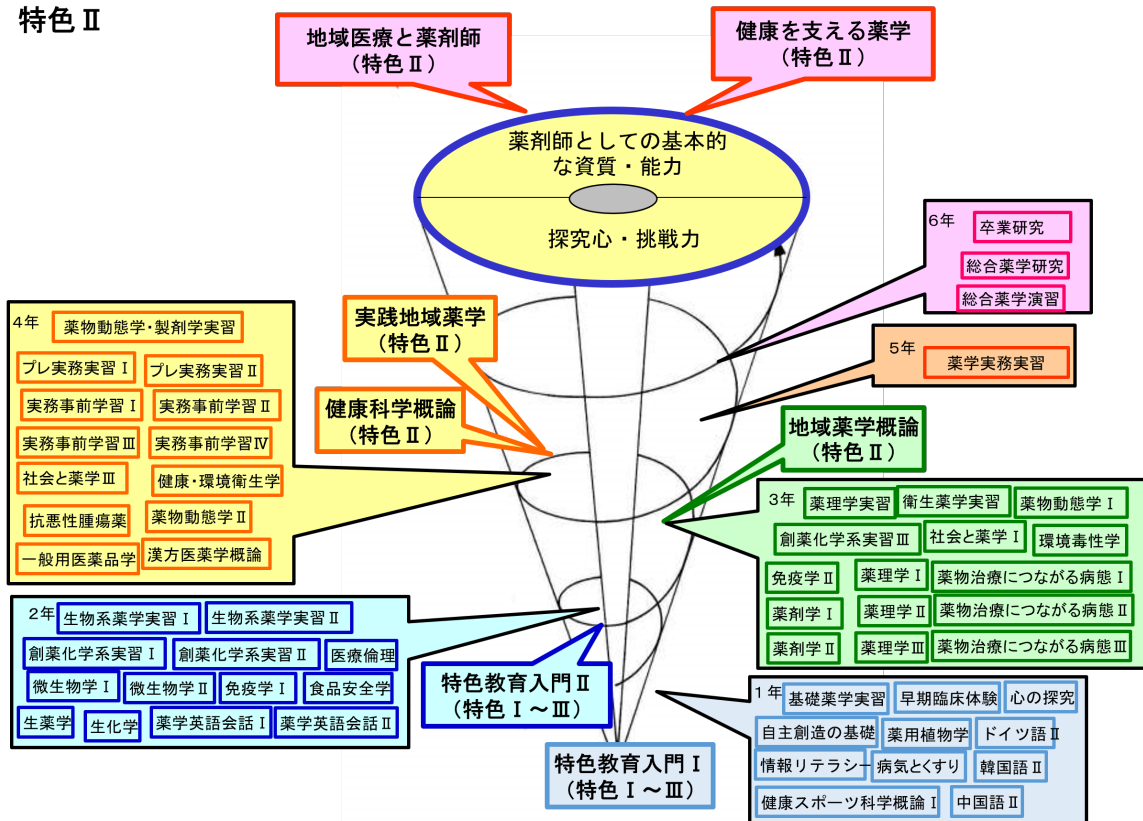 特色Ⅱ
地域医療と薬剤師
（特色Ⅱ）
健康を支える薬学
（特色Ⅱ）
薬剤師としての基本的
な資質・能力
探究心・挑戦力
6年
卒業研究
総合薬学研究
総合薬学演習
5年
薬学実務実習
実践地域薬学
（特色Ⅱ）
健康科学概論
（特色Ⅱ）
4年
薬物動態学・製剤学実習
プレ実務実習Ⅰ
プレ実務実習Ⅱ
実務事前学習Ⅰ
実務事前学習Ⅱ
実務事前学習Ⅲ
実務事前学習Ⅳ
社会と薬学Ⅲ
健康・環境衛生学
抗悪性腫瘍薬
薬物動態学Ⅱ
一般用医薬品学
漢方医薬学概論
地域薬学概論
（特色Ⅱ）
3年
薬理学実習
衛生薬学実習
薬物動態学Ⅰ
創薬化学系実習Ⅲ
社会と薬学Ⅰ
環境毒性学
免疫学Ⅱ
薬理学Ⅰ
薬物治療につながる病態Ⅰ
薬剤学Ⅰ
薬理学Ⅱ
薬物治療につながる病態Ⅱ
薬剤学Ⅱ
薬理学Ⅲ
薬物治療につながる病態Ⅲ
2年
生物系薬学実習Ⅰ
生物系薬学実習Ⅱ
創薬化学系実習Ⅰ
創薬化学系実習Ⅱ
医療倫理
微生物学Ⅰ
微生物学Ⅱ
免疫学Ⅰ
食品安全学
生薬学
生化学
薬学英語会話Ⅰ
薬学英語会話Ⅱ
特色教育入門Ⅱ
（特色Ⅰ～Ⅲ）
特色教育入門Ⅰ
（特色Ⅰ～Ⅲ）
1年
基礎薬学実習
早期臨床体験
心の探究
自主創造の基礎
薬用植物学
ドイツ語Ⅱ
情報リテラシー
病気とくすり
韓国語Ⅱ
健康スポーツ科学概論Ⅰ
中国語Ⅱ